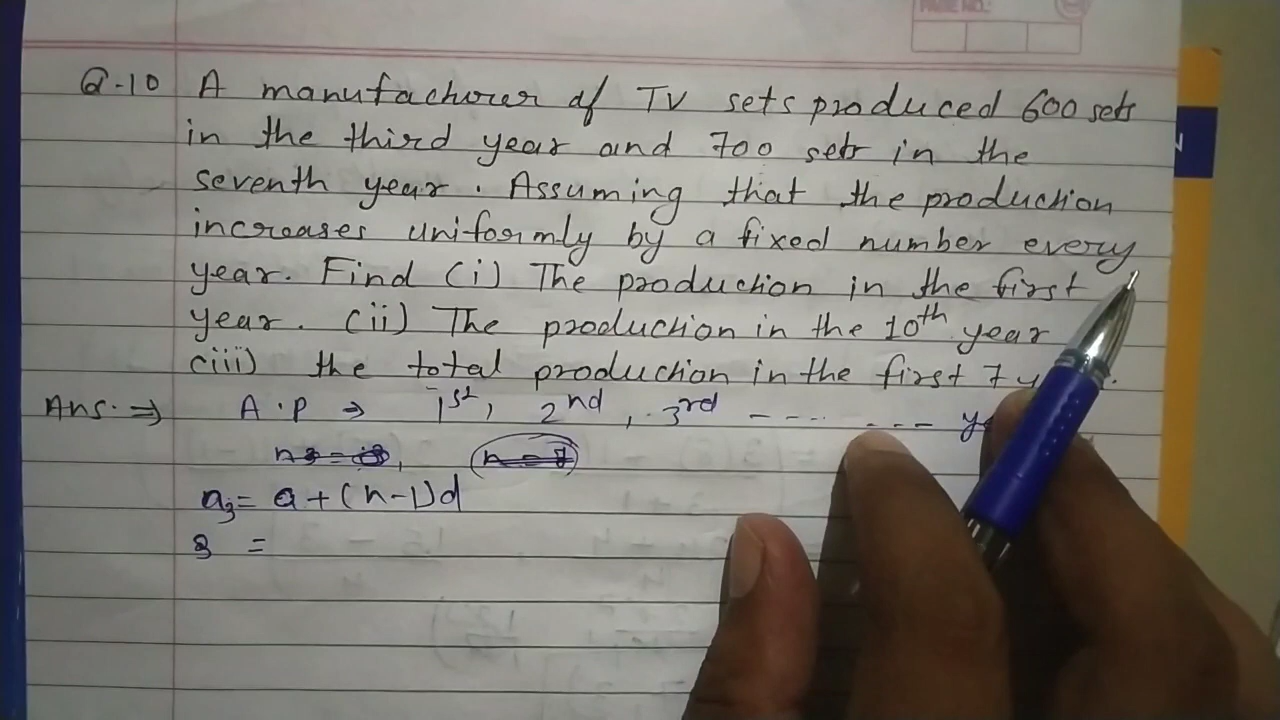 PAGE NO.:
Q.10 A manufacturer of TV sets produced 600 sets
in the third year and 700 sets in the
seventh year. Assuming that the production
increases uniformly by a fixed number every
year. Find (i) The production in the first
year. (ii) The production in the 10th year
(iii) the total production in the first 7
Ans. ⇒ A.P ⇒ 1st, 2nd, 3rd ---- ---
a3 = a + (n-1)d
=